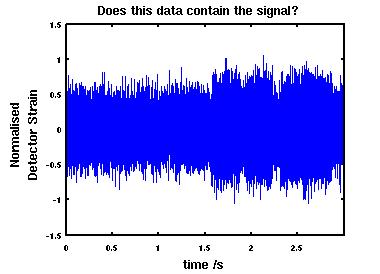 Does this data contain the signal?
1.5
1
0.5
0
-0.5
-1
-1.5
Normalised
Detector Strain
0 0.5 1 1.5 2 2.5
time /s